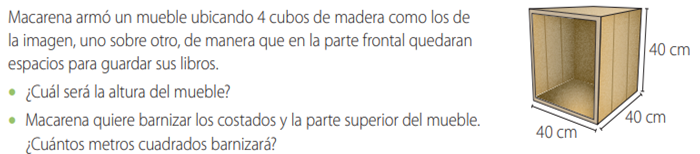 Macarena armó un mueble ubicando 4 cubos de madera como los de
la imagen, uno sobre otro, de manera que en la parte frontal quedaran
espacios para guardar sus libros.
• ¿Cuál será la altura del mueble?
• Macarena quiere barnizar los costados y la parte superior del mueble.
¿Cuántos metros cuadrados barnizará?
40 cm
40 cm
40 cm